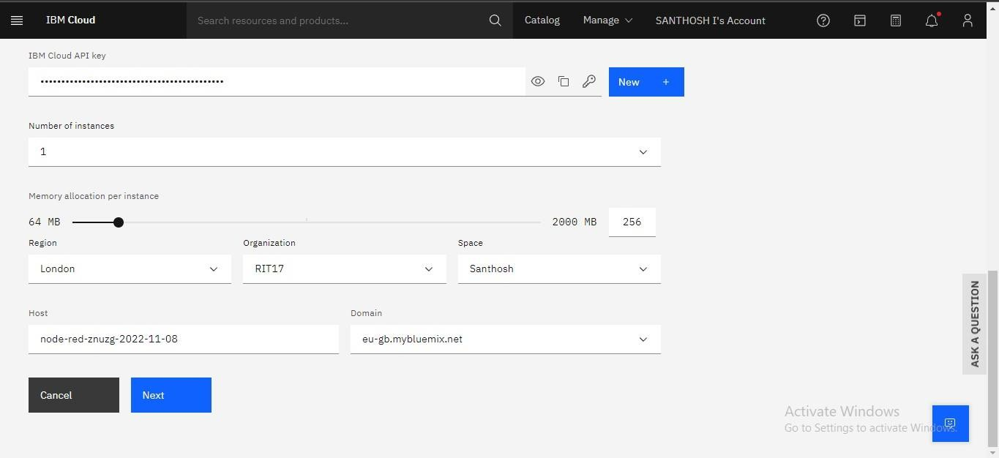 IBM Cloud
Search resources and products...
Catalog
Manage
SANTHOSH I's Account
IBM Cloud API key
••••••••••••••••••••••••••••••••••••••••••••
New +
Number of instances
1
Memory allocation per instance
64 MB
2000 MB
256
Region
Organization
Space
London
RIT17
Santhosh
Host
Domain
node-red-znuzg-2022-11-08
eu-gb.mybluemix.net
Cancel
Next
ASK A QUESTION
Activate Windows
Go to Settings to activate Windows.